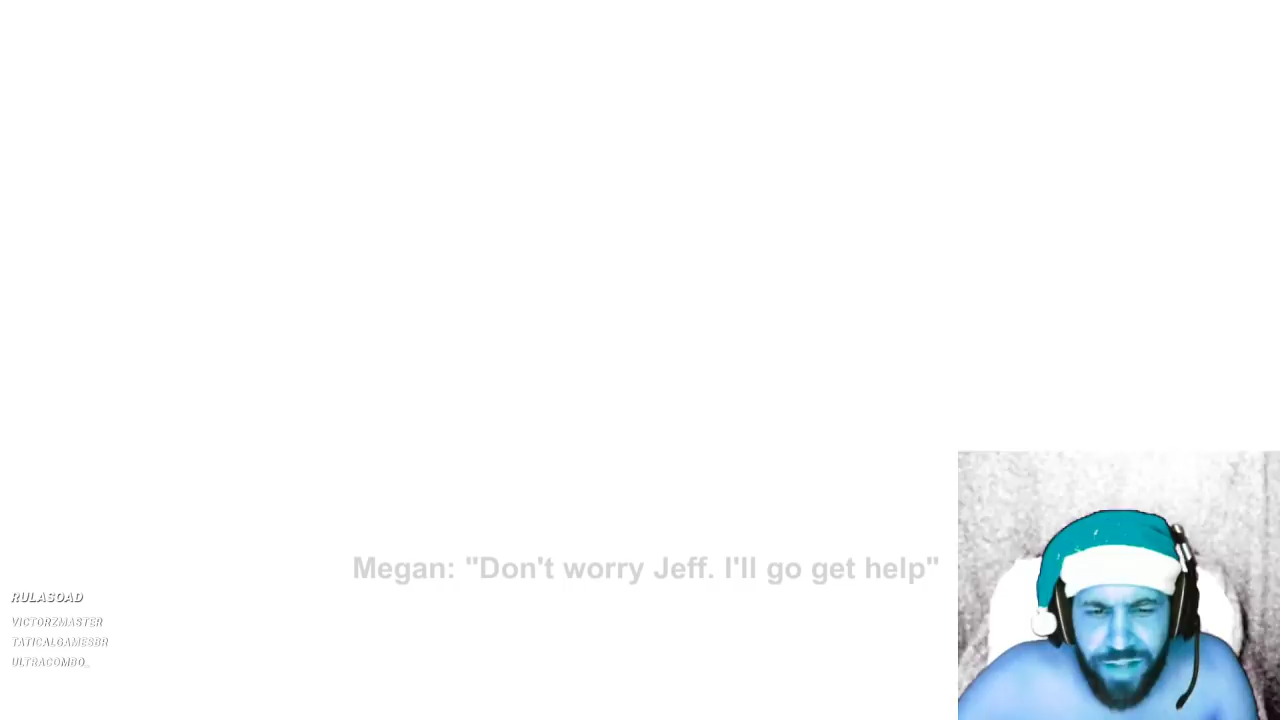 Megan: "Don't worry Jeff. I'll go get help"
RULASOAD
VICTORZMASTER
TATICALGAMESBR
ULTRACOMBO_